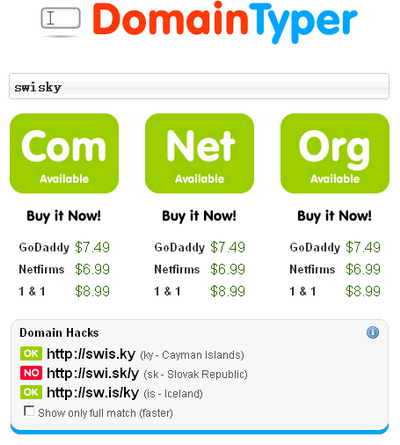 DomainTyper
swisky
Com Net Org
Available Available Available
Buy it Now! Buy it Now! Buy it Now!
GoDaddy $7.49 GoDaddy $7.49 GoDaddy $7.49
Netfirms $6.99 Netfirms $6.99 Netfirms $6.99
1 & 1 $8.99 1 & 1 $8.99 1 & 1 $8.99
Domain Hacks i
OK http://swis.ky (ky - Cayman Islands)
NO http://swi.sk/y (sk - Slovak Republic)
OK http://sw.is/ky (is - Iceland)
Show only full match (faster)